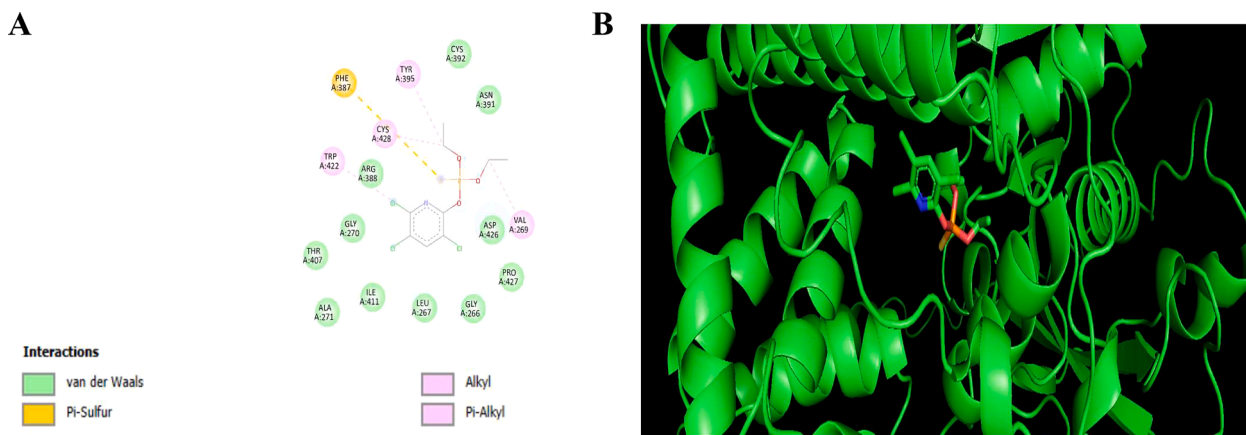 A
B
CYS
A:392
TYR
A:395
PHE
A:387
ASN
A:391
CYS
A:428
TRP
A:422
ARG
A:388
GLY
A:270
ASP
A:426
VAL
A:269
THR
A:407
PRO
A:427
ILE
A:411
LEU
A:267
GLY
A:266
ALA
A:271
Interactions
van der Waals
Alkyl
Pi-Sulfur
Pi-Alkyl